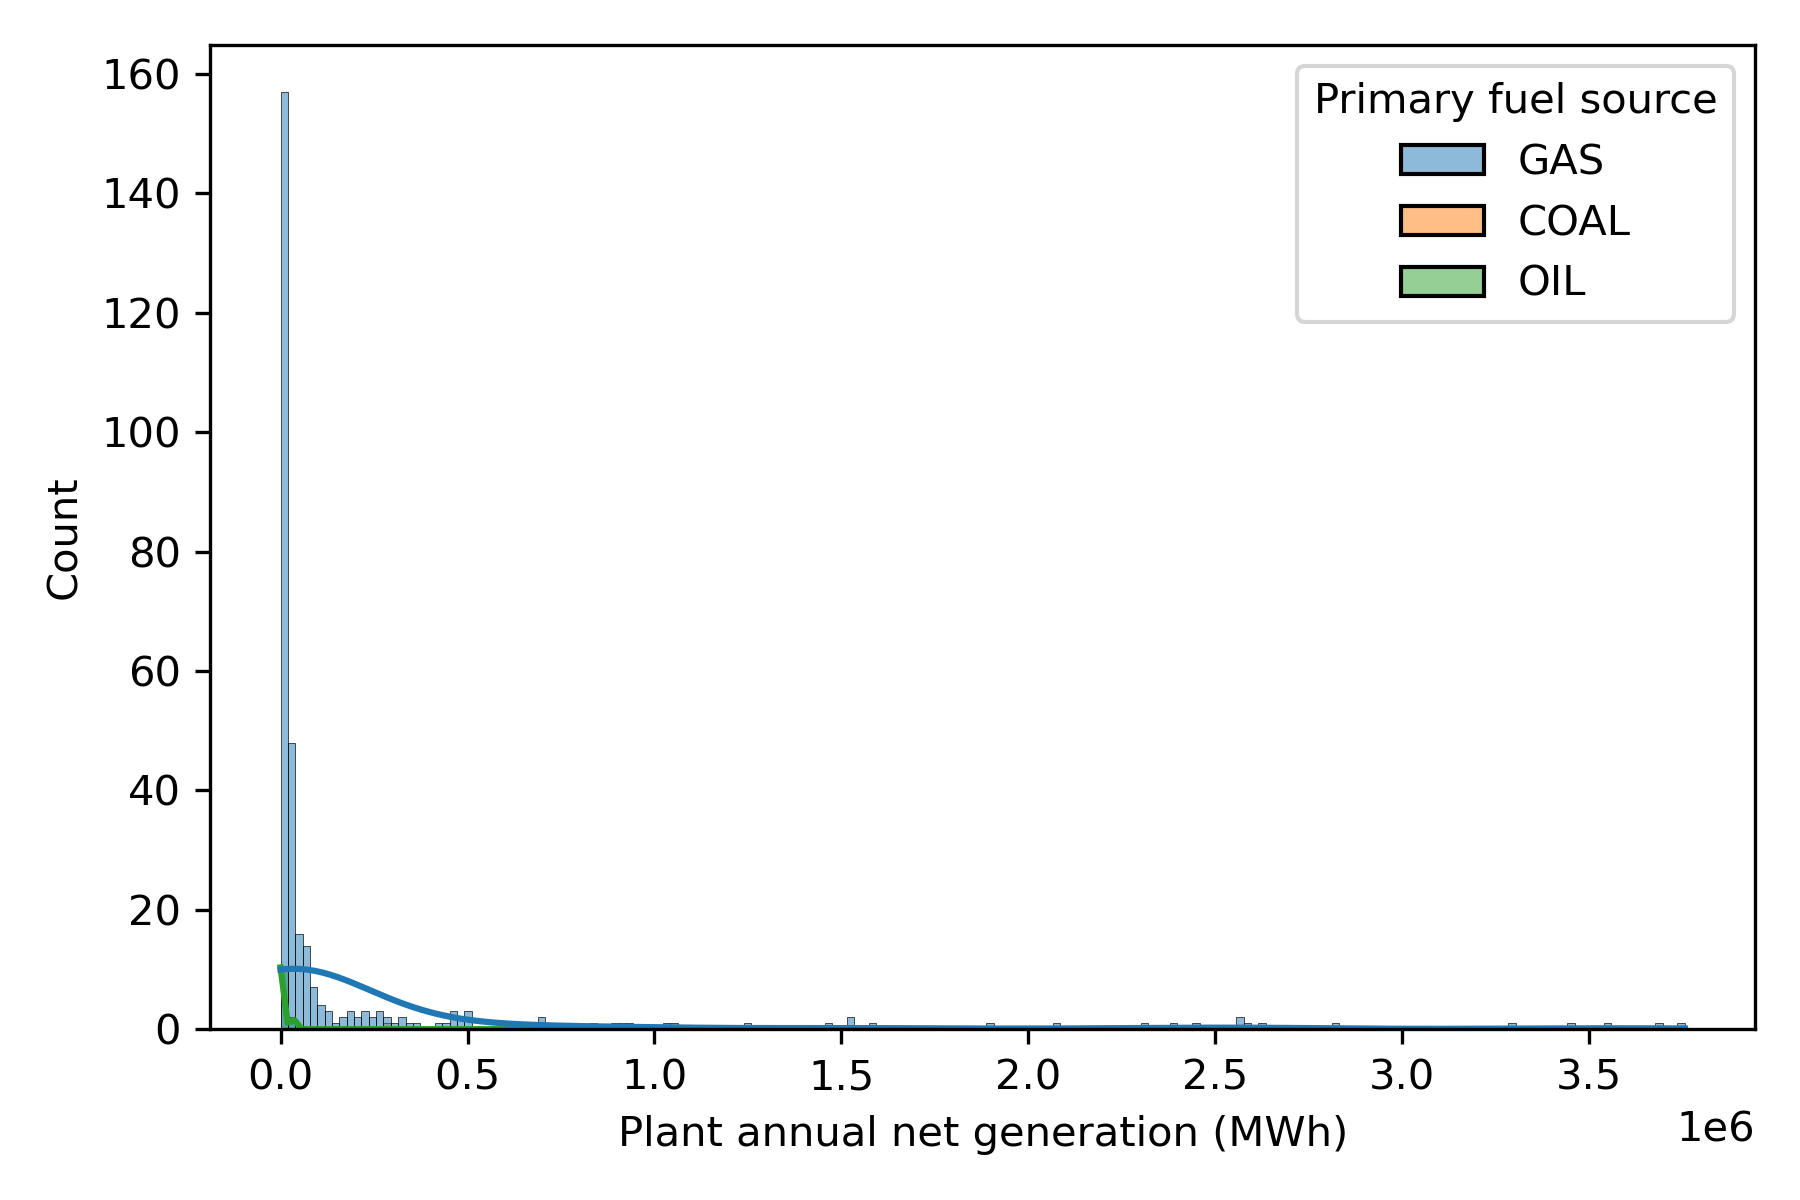 160
140
120
100
80
60
40
20
0
Count
Primary fuel source
GAS
COAL
OIL
0.0 0.5 1.0 1.5 2.0 2.5 3.0 3.5
1e6
Plant annual net generation (MWh)